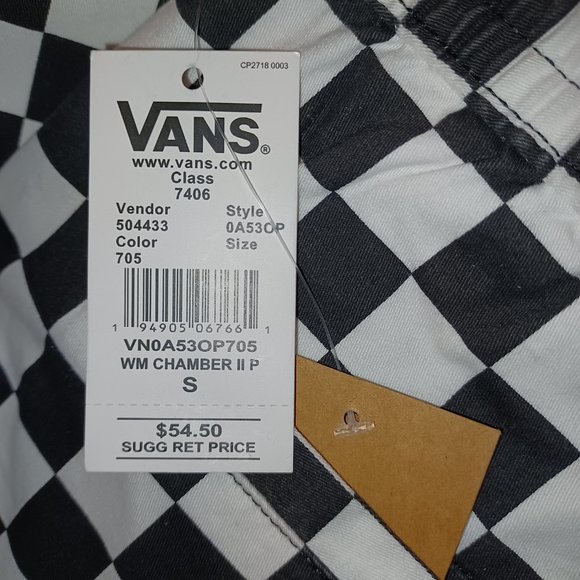 CP2718 0003
VANS®
www.vans.com
Class
7406
Vendor Style
504433 0A53OP
Color Size
705
1 94905 06766 1
VN0A53OP705
WM CHAMBER II P
S
$54.50
SUGG RET PRICE